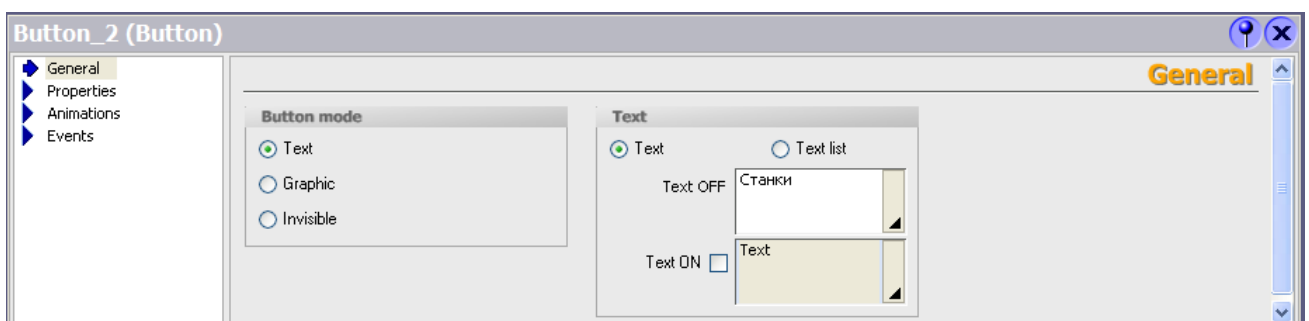 Button_2 (Button)
General
Properties
Animations
Events
General
Button mode
Text
Graphic
Invisible
Text
Text
Text list
Text OFF
Станки
Text ON
Text